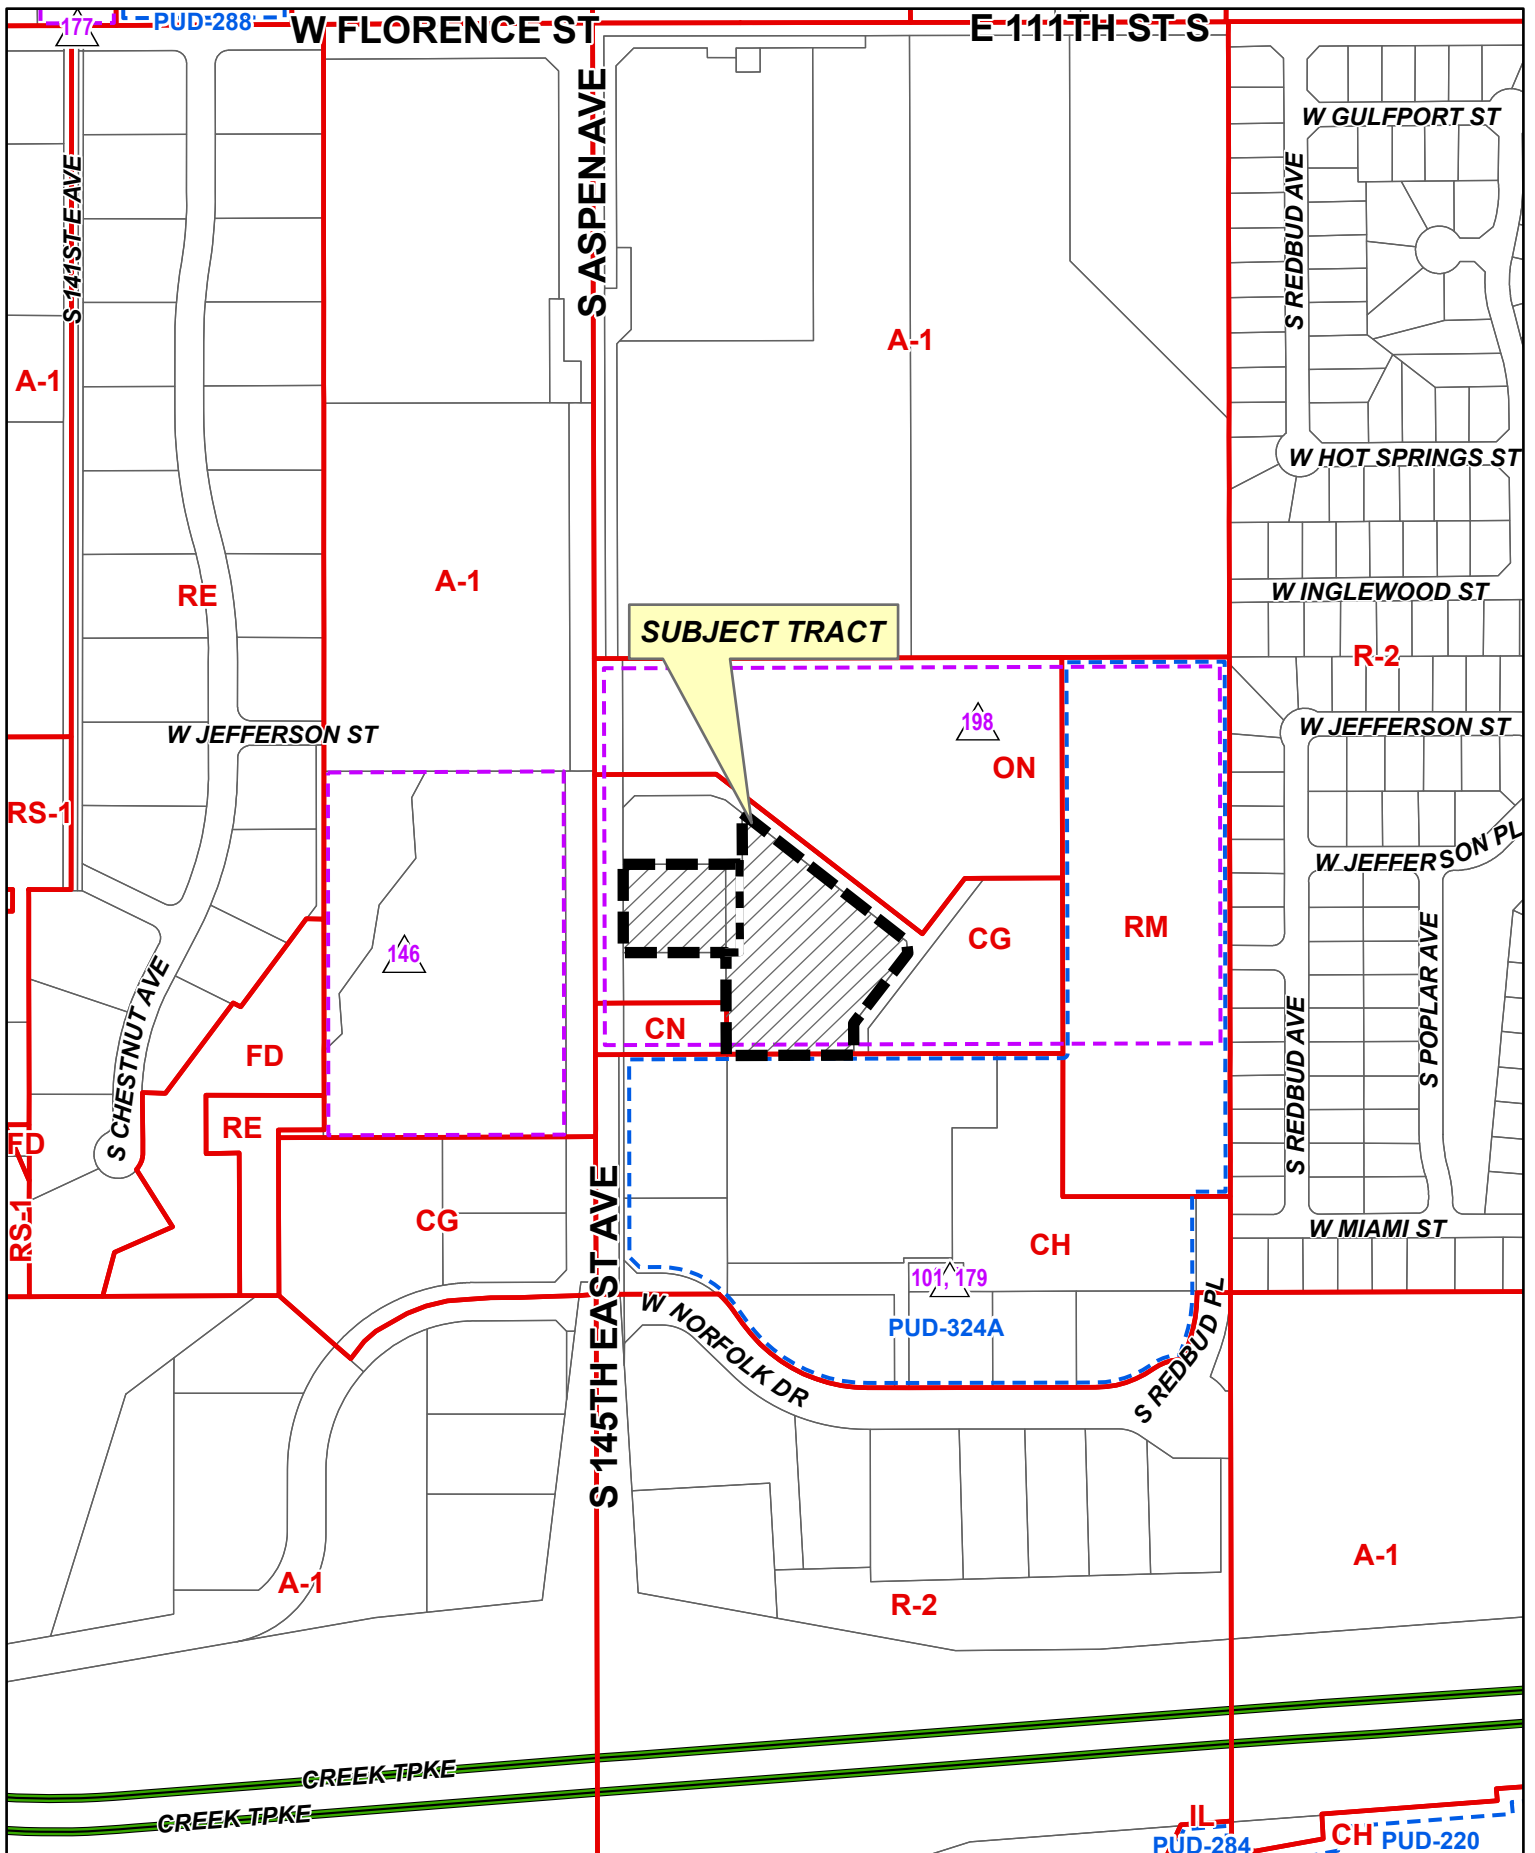 177
PUD-288
W FLORENCE ST
E 111TH ST S
S ASPEN AVE
W GULFPORT ST
S REDBUD AVE
S 141ST E AVE
A-1
A-1
W HOT SPRINGS ST
RE
A-1
W INGLEWOOD ST
SUBJECT TRACT
R-2
198
W JEFFERSON ST
W JEFFERSON ST
ON
RS-1
W JEFFERSON PL
146
CG
RM
S CHESTNUT AVE
S POPLAR AVE
CN
FD
S REDBUD AVE
RE
FD
RS-1
CG
W MIAMI ST
CH
101, 179
S 145TH EAST AVE
W NORFOLK DR
PUD-324A
S REDBUD PL
A-1
A-1
R-2
CREEK TPKE
CREEK TPKE
IL
PUD-284
CH
PUD-220